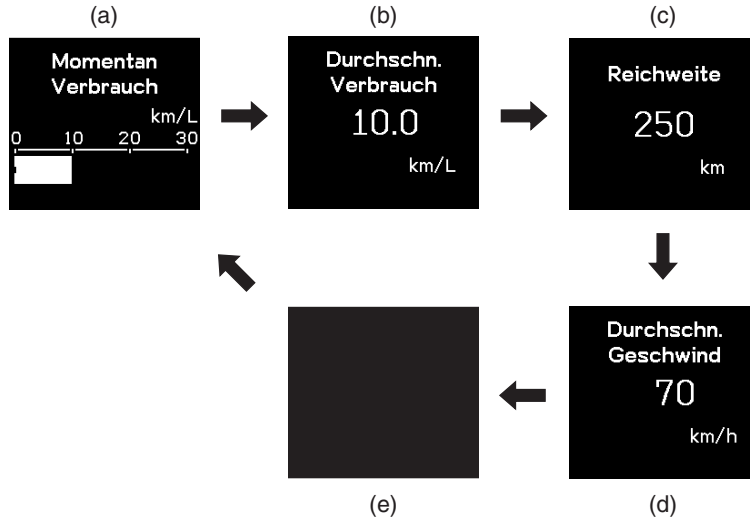 (a)
Momentan
Verbrauch
km/L
0 10 20 30
(b)
Durchschn.
Verbrauch
10.0
km/L
(c)
Reichweite
250
km
Durchschn.
Geschwind
70
km/h
(d)
(e)